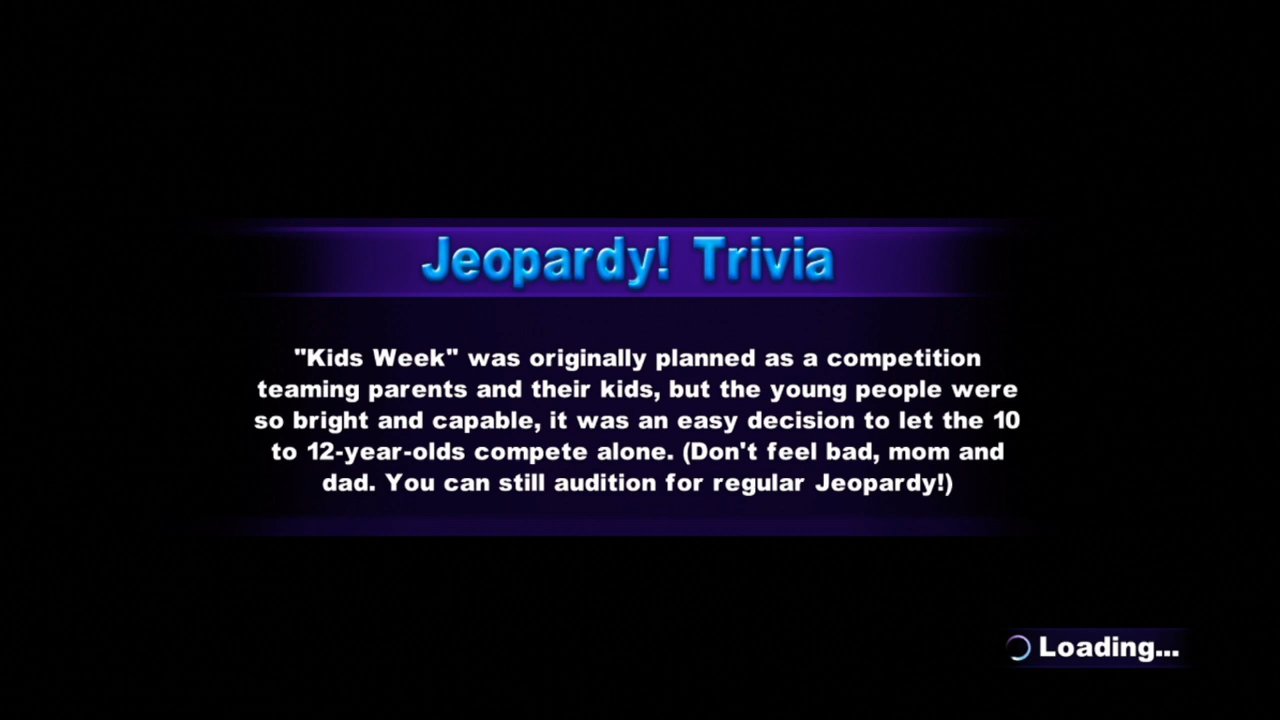 Jeopardy! Trivia
"Kids Week" was originally planned as a competition
teaming parents and their kids, but the young people were
so bright and capable, it was an easy decision to let the 10
to 12-year-olds compete alone. (Don't feel bad, mom and
dad. You can still audition for regular Jeopardy!)
Loading...